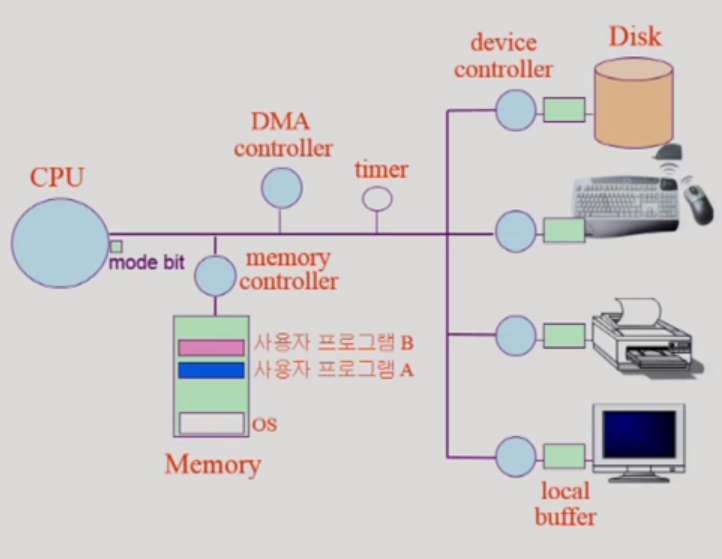 device
controller
Disk
DMA
controller
timer
CPU
mode bit
memory
controller
사용자 프로그램 B
사용자 프로그램 A
OS
Memory
local
buffer